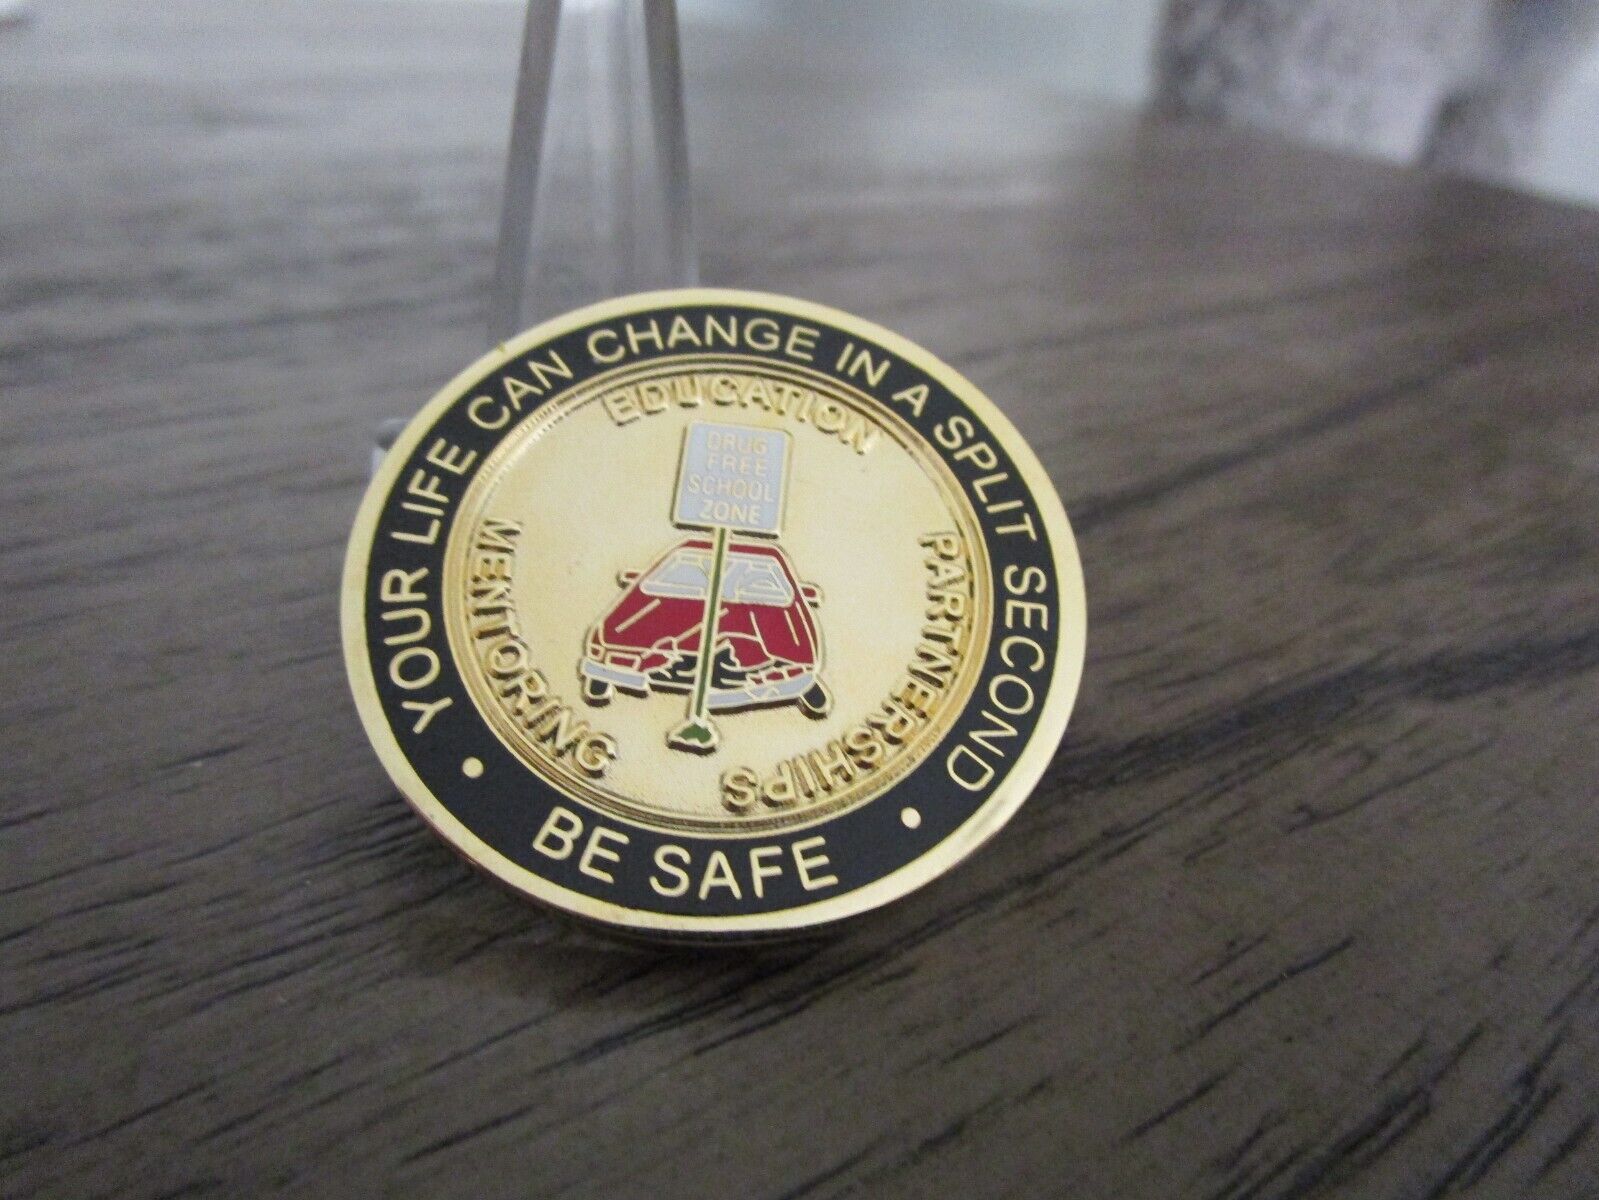 YOUR LIFE CAN CHANGE IN A SPLIT SECOND
• BE SAFE •
EDUCATION
PARTNERSHIPS
MENTORING
DRUG
FREE
SCHOOL
ZONE